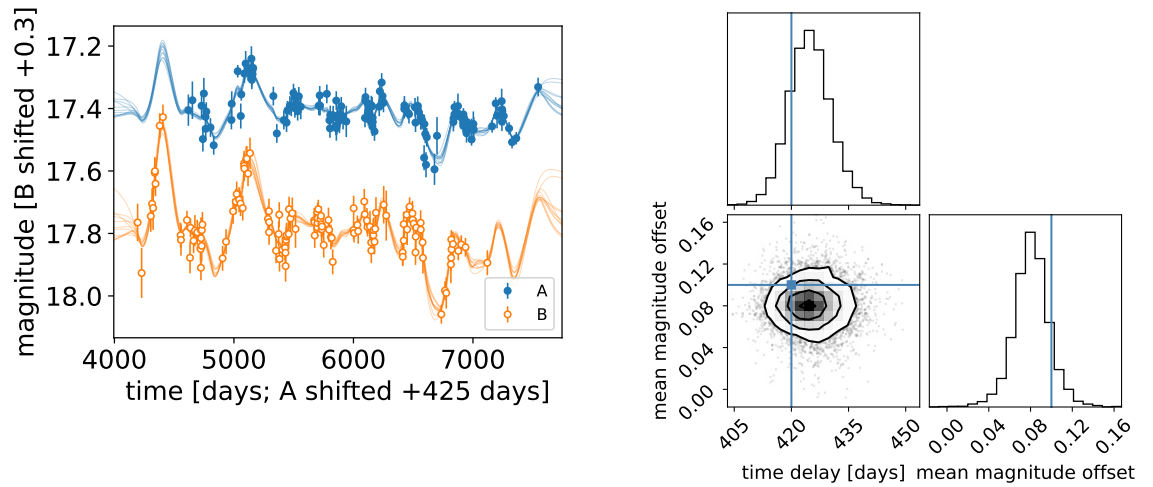 magnitude [B shifted +0.3]
17.2
17.4
17.6
17.8
18.0
4000 5000 6000 7000
time [days; A shifted +425 days]
A
B
mean magnitude offset
0.16
0.12
0.08
0.04
0.00
405 420 435 450
time delay [days]
0.00 0.04 0.08 0.12 0.16
mean magnitude offset